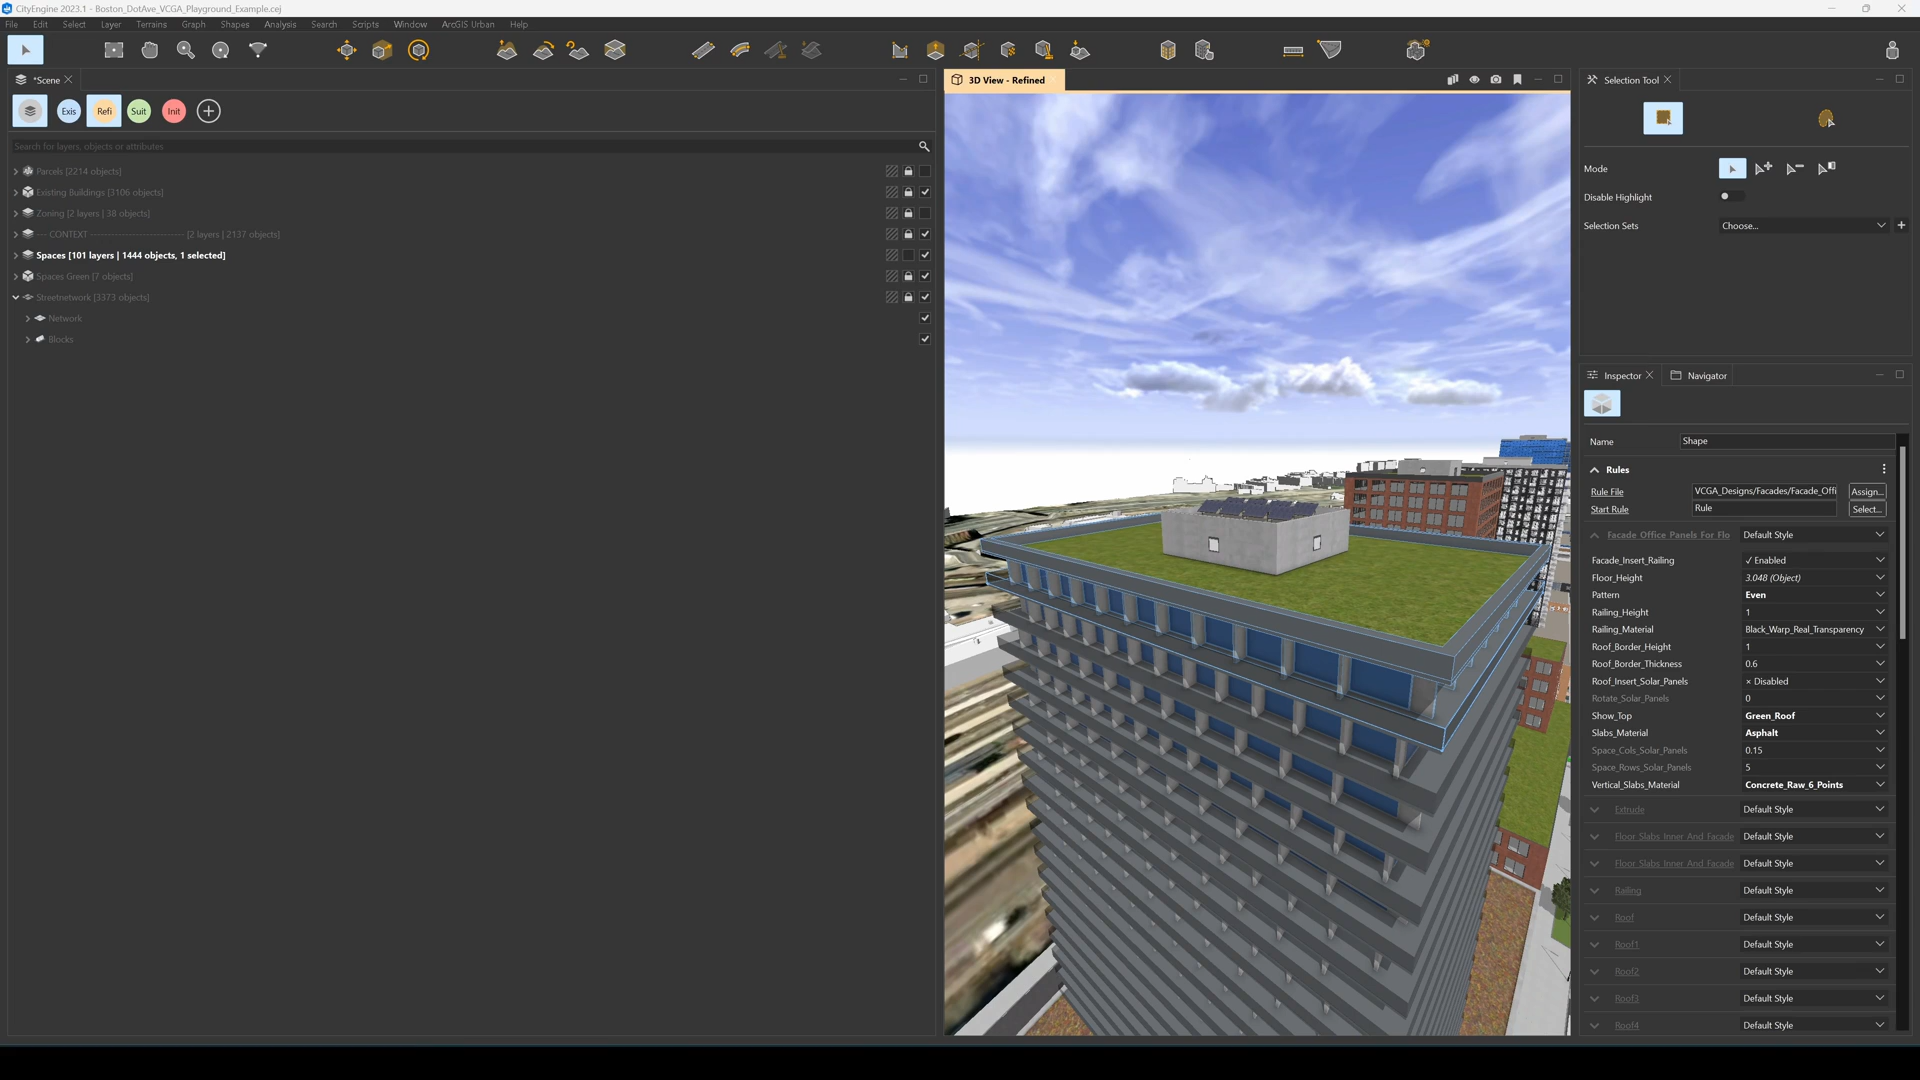 CityEngine 2023.1 - Boston_DotAve_VCGA_Playground_Example.cej
File Edit Select Layer Terrains Graph Shapes Analysis Search Scripts Window ArcGIS Urban Help
*Scene
3D View - Refined
Selection Tool
Exis Refi Suit Init
Search for layers, objects or attributes
Parcels [2214 objects]
Existing Buildings [3106 objects]
Zoning [2 layers | 38 objects]
---- CONTEXT -------------------------------- [2 layers | 2137 objects]
Spaces [101 layers | 1444 objects, 1 selected]
Spaces Green [7 objects]
Streetnetwork [3373 objects]
Network
Blocks
Mode
Disable Highlight
Selection Sets Choose...
Inspector Navigator
Name Shape
Rules
Rule File VCGA_Designs/Facades/Facade_Offi Assign...
Start Rule Rule Select...
Facade Office Panels For Flo Default Style
Facade_Insert_Railing ✓ Enabled
Floor_Height 3.048 (Object)
Pattern Even
Railing_Height 1
Railing_Material Black_Warp_Real_Transparency
Roof_Border_Height 1
Roof_Border_Thickness 0.6
Roof_Insert_Solar_Panels × Disabled
Rotate_Solar_Panels 0
Show_Top Green_Roof
Slabs_Material Asphalt
Space_Cols_Solar_Panels 0.15
Space_Rows_Solar_Panels 5
Vertical_Slabs_Material Concrete_Raw_6_Points
Extrude Default Style
Floor Slabs Inner And Facade Default Style
Floor Slabs Inner And Facade Default Style
Railing Default Style
Roof Default Style
Roof1 Default Style
Roof2 Default Style
Roof3 Default Style
Roof4 Default Style